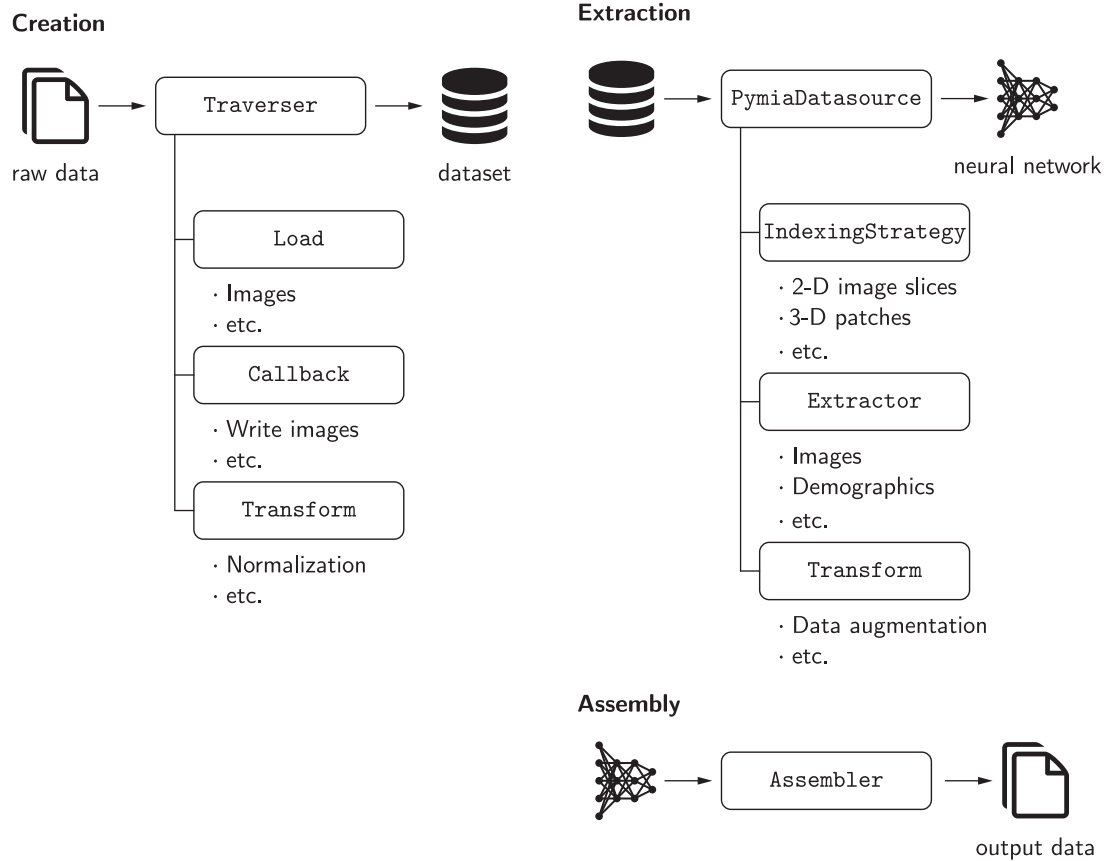 Creation
raw data
Traverser
dataset
Load
· Images
· etc.
Callback
· Write images
· etc.
Transform
· Normalization
· etc.
Extraction
PymiaDatasource
neural network
IndexingStrategy
· 2-D image slices
· 3-D patches
· etc.
Extractor
· Images
· Demographics
· etc.
Transform
· Data augmentation
· etc.
Assembly
Assembler
output data